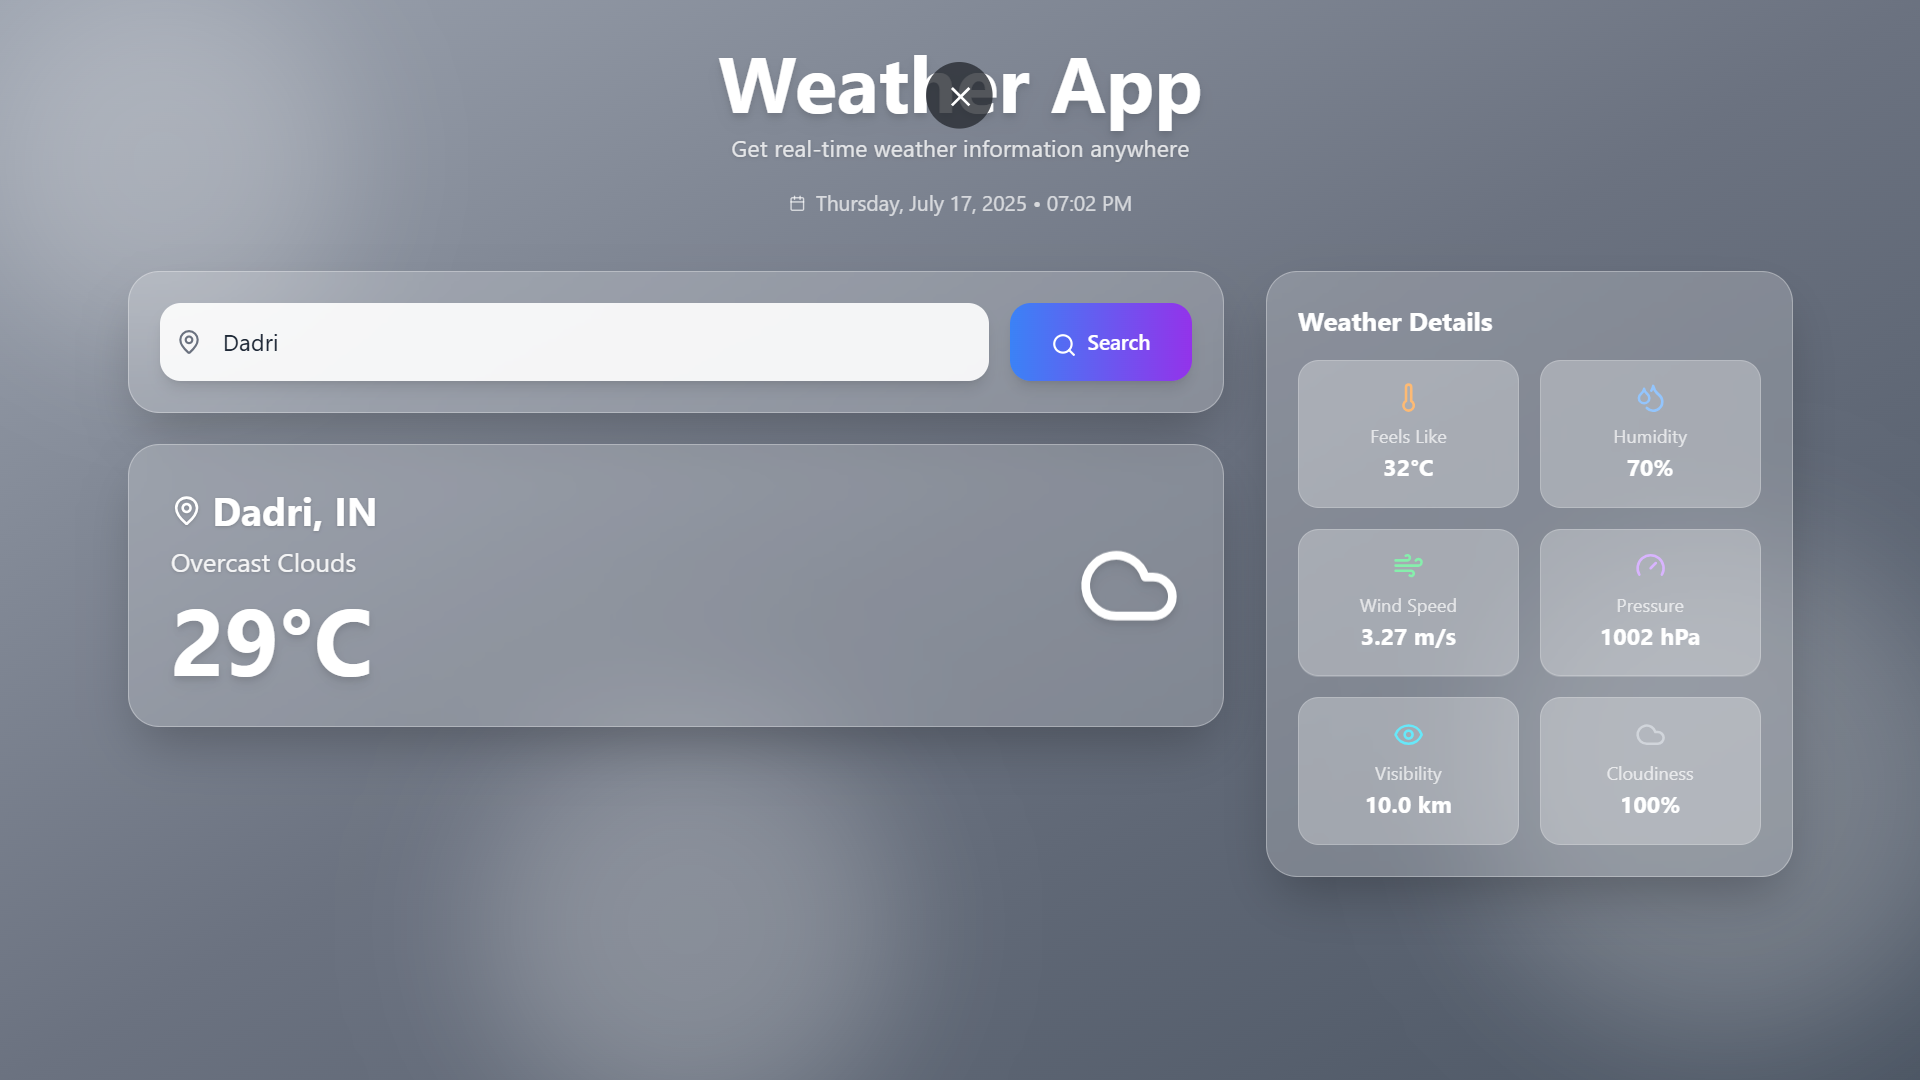 Weather App
Get real-time weather information anywhere
Thursday, July 17, 2025 • 07:02 PM
Dadri
Search
Dadri, IN
Overcast Clouds
29°C
Weather Details
Feels Like
32°C
Humidity
70%
Wind Speed
3.27 m/s
Pressure
1002 hPa
Visibility
10.0 km
Cloudiness
100%